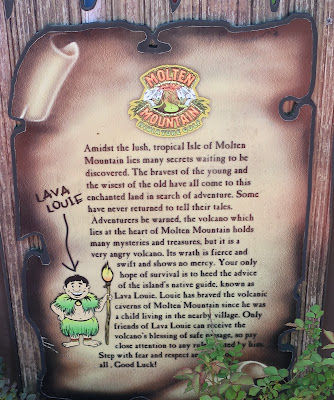 MOLTEN
MOUNTAIN
Amidst the lush, tropical Isle of Molten
Mountain lies many secrets waiting to be
discovered. The bravest of the young and
the wisest of the old have all come to this
enchanted land in search of adventure. Some
have never returned to tell their tales.
Adventurers be warned, the volcano which
lies at the heart of Molten Mountain holds
many mysteries and treasures, but it is a
very angry volcano. Its wrath is fierce and
swift and shows no mercy. Your only
hope of survival is to heed the advice
of the island's native guide, known as
Lava Louie. Louie has braved the volcanic
caverns of Molten Mountain since he was
a child living in the nearby village. Only
friends of Lava Louie can receive the
volcano's blessing of safe passage, so pay
close attention to any by him.
Step with fear and respect
all. Good Luck!
LAVA
LOUIE